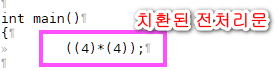 int main()
치환된 전처리문
{
((4)*(4));